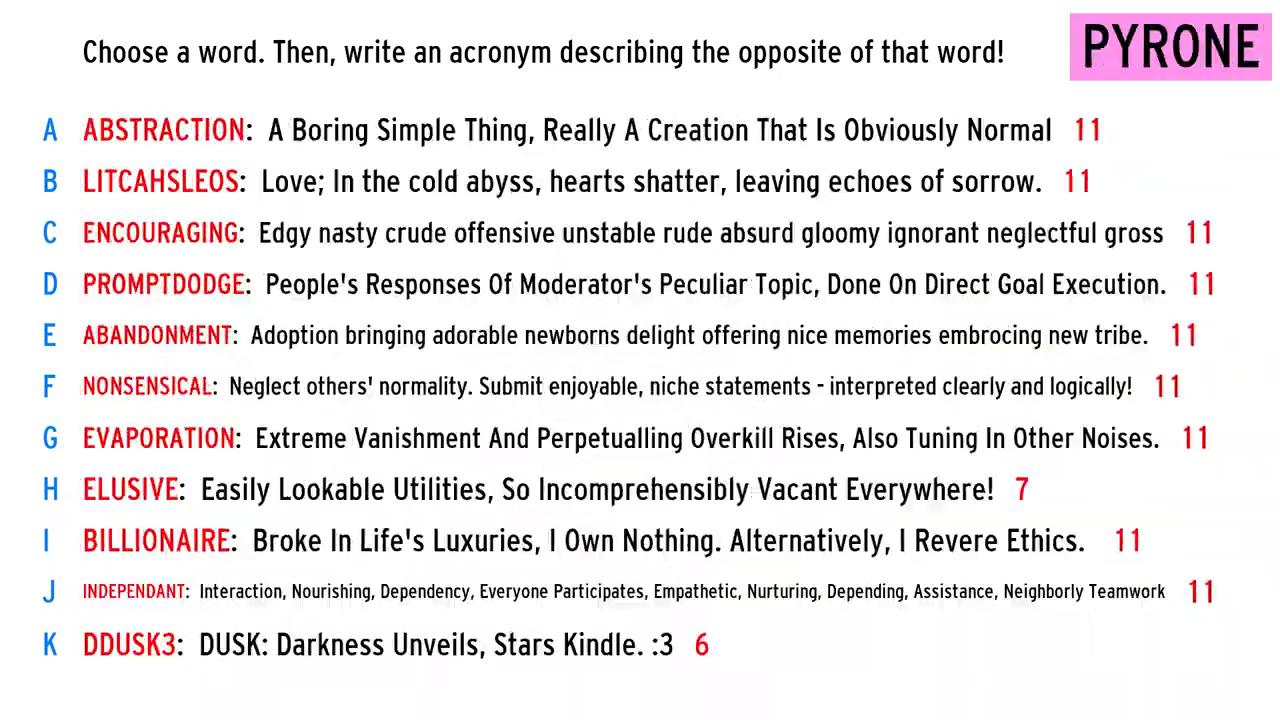 Choose a word. Then, write an acronym describing the opposite of that word!
PYRONE
A ABSTRACTION: A Boring Simple Thing, Really A Creation That Is Obviously Normal 11
B LITCAHSLEOS: Love; In the cold abyss, hearts shatter, leaving echoes of sorrow. 11
C ENCOURAGING: Edgy nasty crude offensive unstable rude absurd gloomy ignorant neglectful gross 11
D PROMPTDODGE: People's Responses Of Moderator's Peculiar Topic, Done On Direct Goal Execution. 11
E ABANDONMENT: Adoption bringing adorable newborns delight offering nice memories embrocing new tribe. 11
F NONSENSICAL: Neglect others' normality. Submit enjoyable, niche statements - interpreted clearly and logically! 11
G EVAPORATION: Extreme Vanishment And Perpetualling Overkill Rises, Also Tuning In Other Noises. 11
H ELUSIVE: Easily Lookable Utilities, So Incomprehensibly Vacant Everywhere! 7
I BILLIONAIRE: Broke In Life's Luxuries, I Own Nothing. Alternatively, I Revere Ethics. 11
J INDEPENDANT: Interaction, Nourishing, Dependency, Everyone Participates, Empathetic, Nurturing, Depending, Assistance, Neighborly Teamwork 11
K DDUSK3: DUSK: Darkness Unveils, Stars Kindle. :3 6